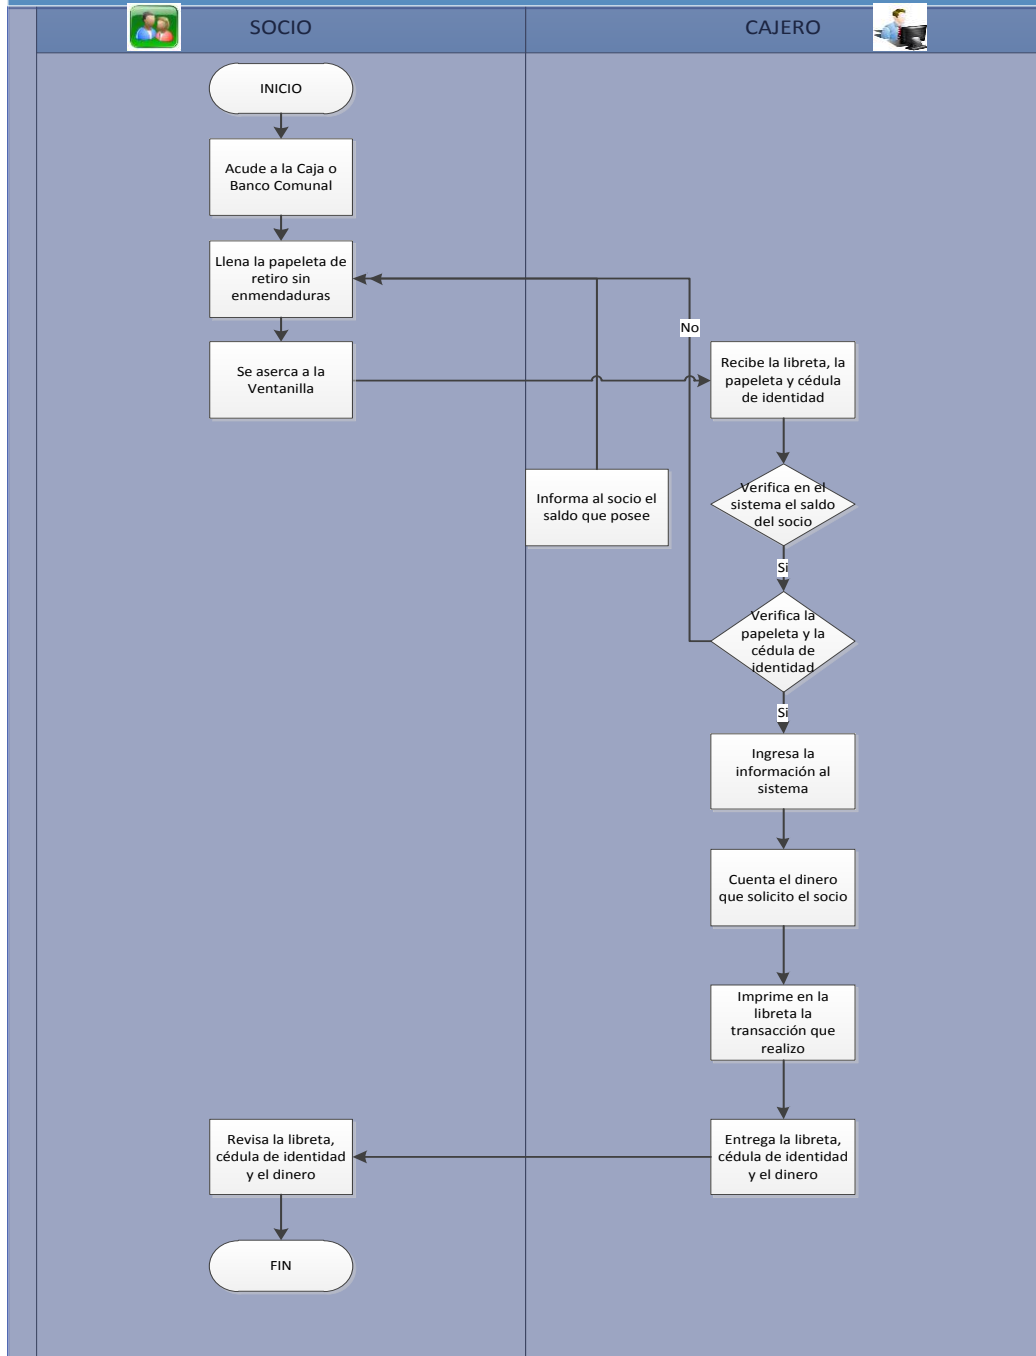 SOCIO
CAJERO
INICIO
Acude a la Caja o
Banco Comunal
Llena la papeleta de
retiro sin
enmendaduras
No
Se aserca a la
Ventanilla
Recibe la libreta, la
papeleta y cédula
de identidad
Informa al socio el
saldo que posee
Verifica en el
sistema el saldo
del socio
Si
Verifica la
papeleta y la
cédula de
identidad
Si
Ingresa la
información al
sistema
Cuenta el dinero
que solicito el socio
Imprime en la
libreta la
transacción que
realizo
Entrega la libreta,
cédula de identidad
y el dinero
Revisa la libreta,
cédula de identidad
y el dinero
FIN